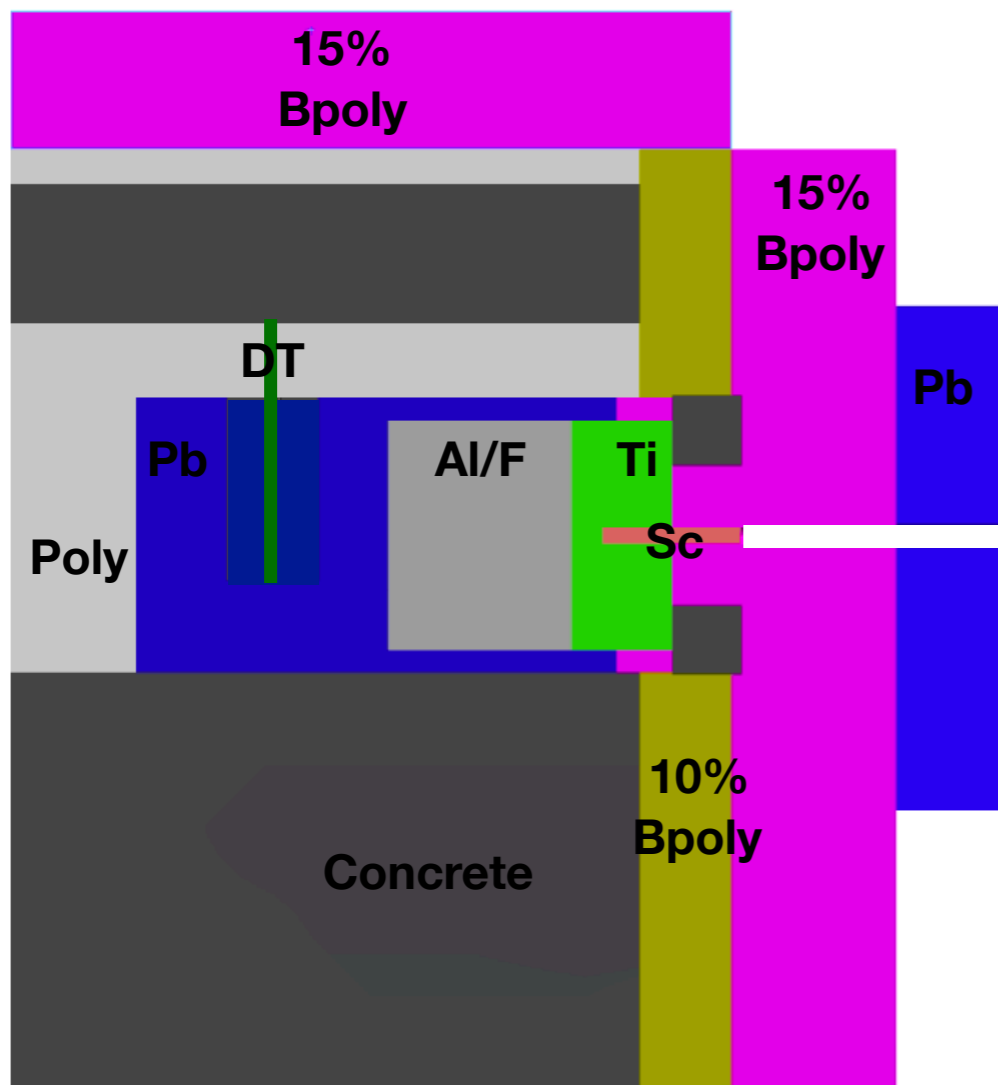 15%
Bpoly
15%
Bpoly
DT
Pb
Pb
Al/F
Ti
Sc
Poly
10%
Bpoly
Concrete